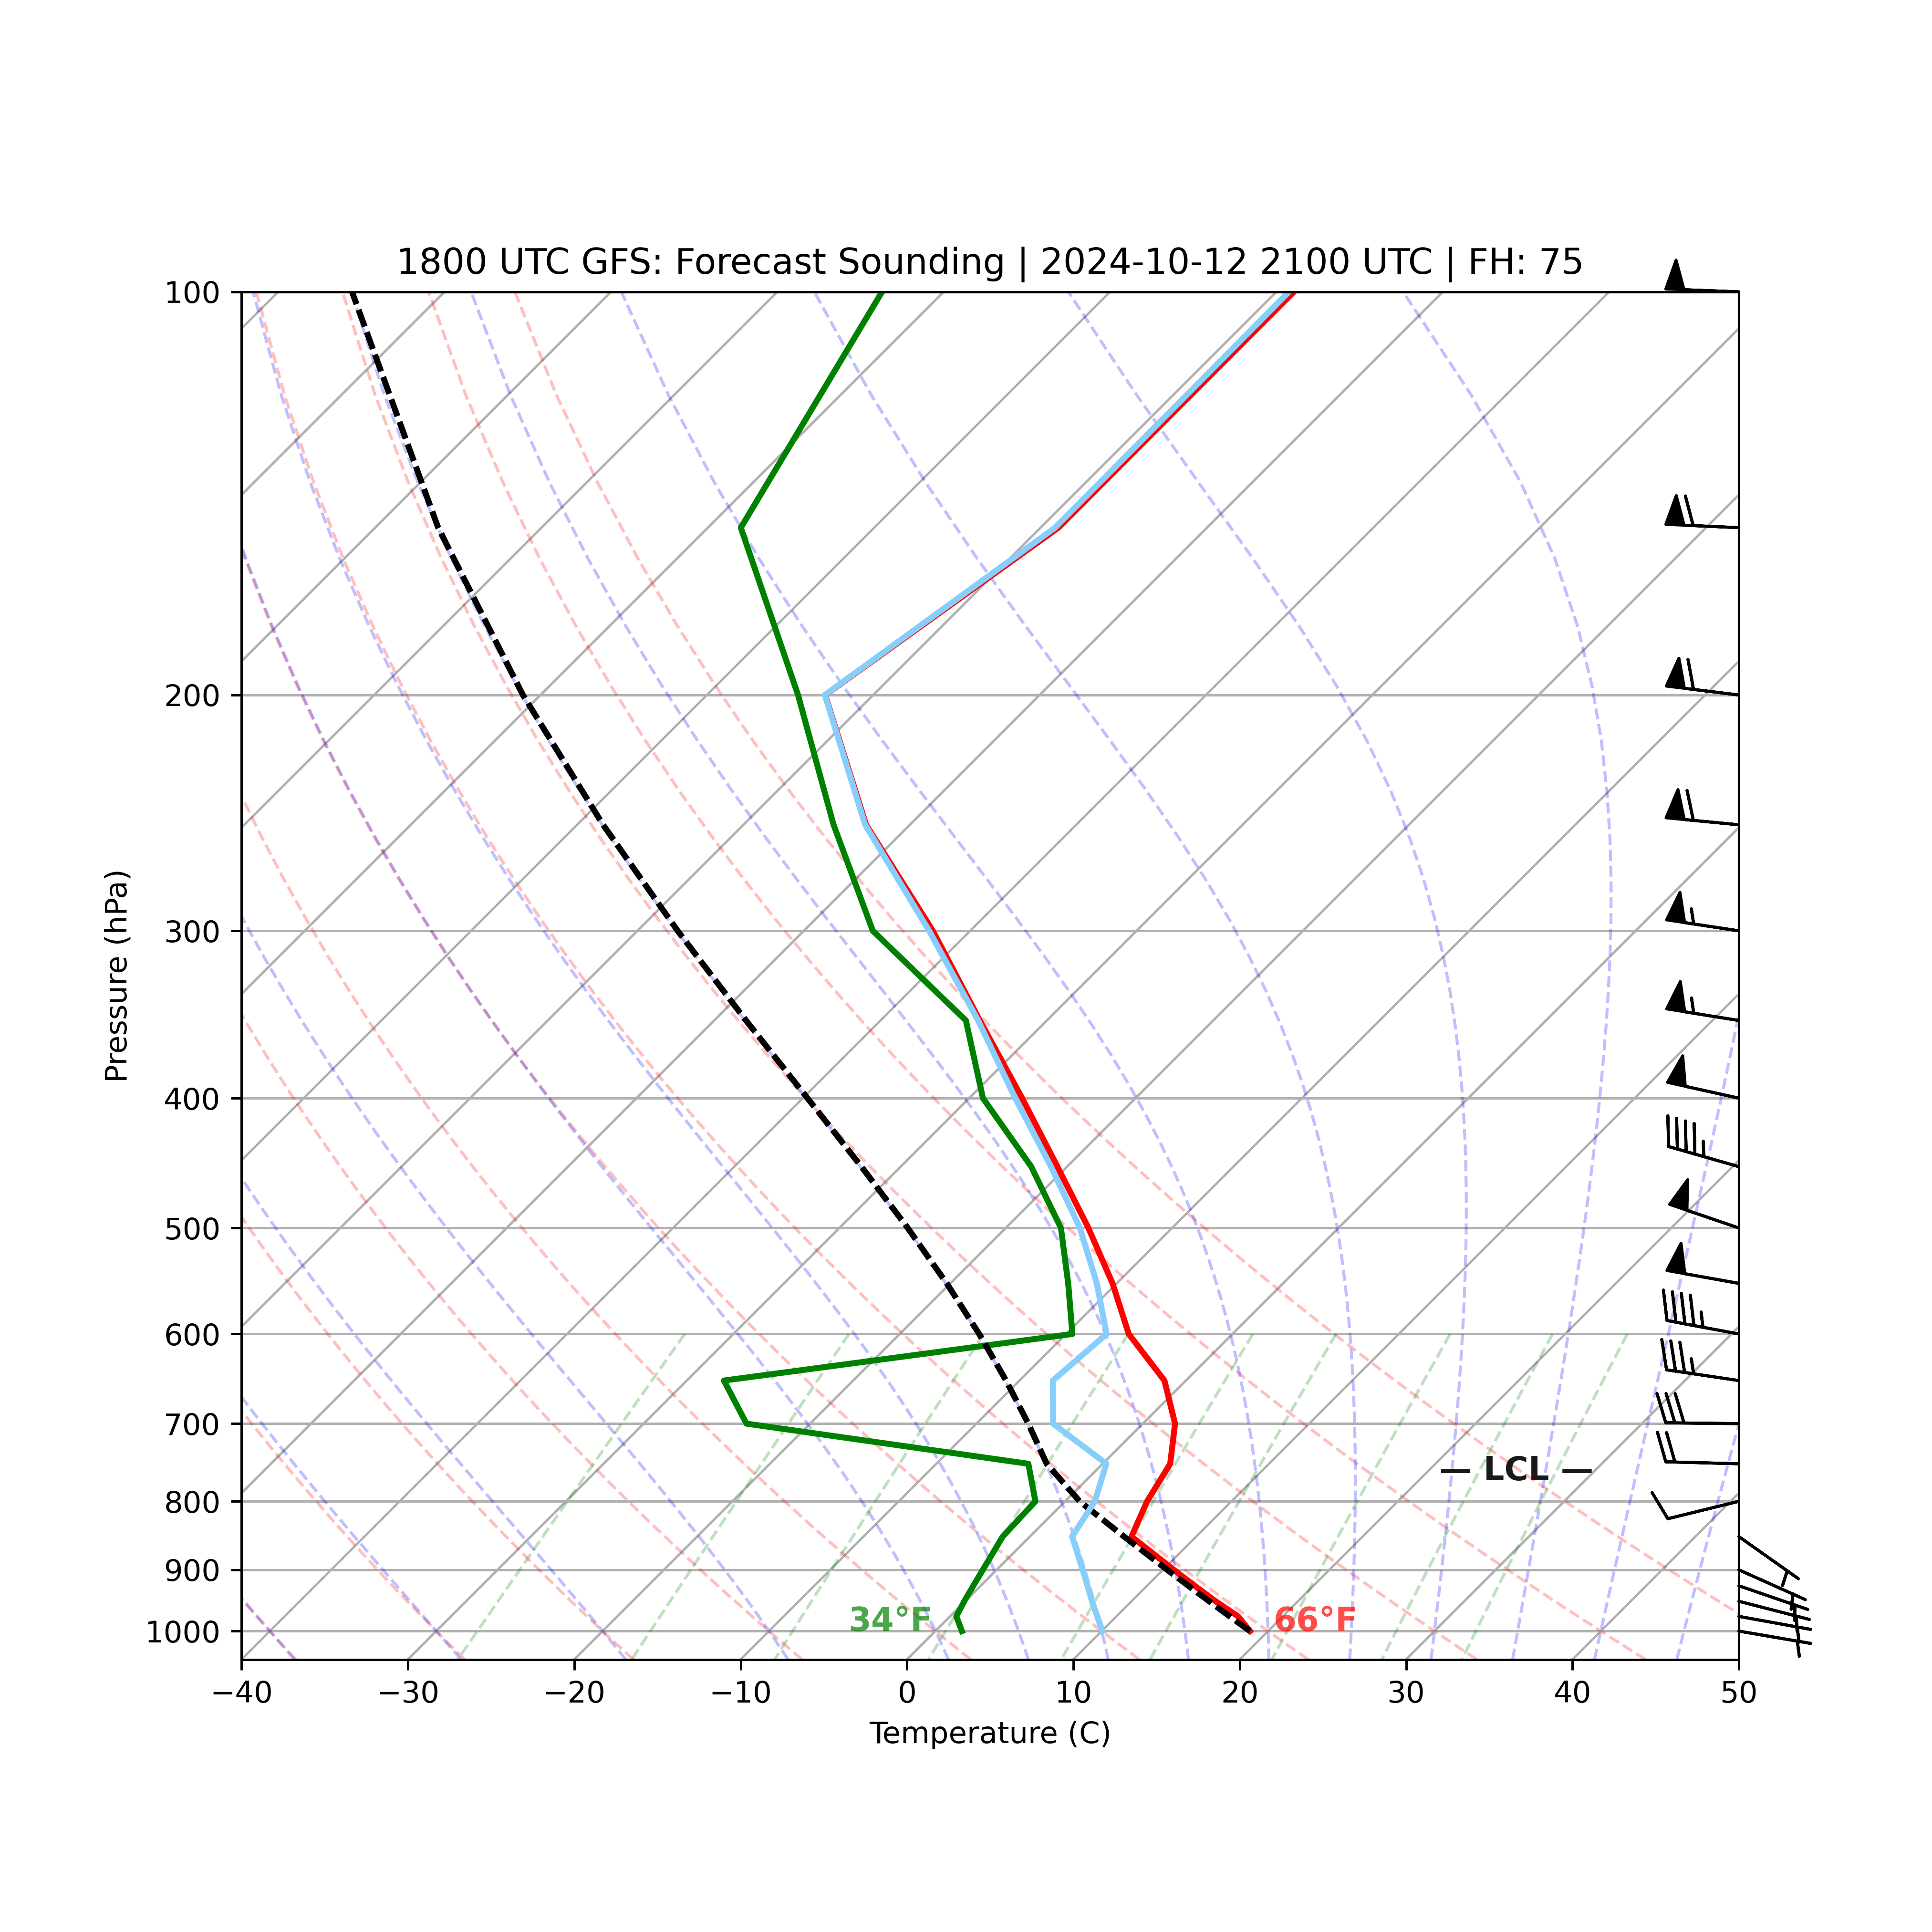 1800 UTC GFS: Forecast Sounding | 2024-10-12 2100 UTC | FH: 75
100
200
300
400
500
600
700
800
900
1000
Pressure (hPa)
— LCL —
34°F
66°F
−40 −30 −20 −10 0 10 20 30 40 50
Temperature (C)